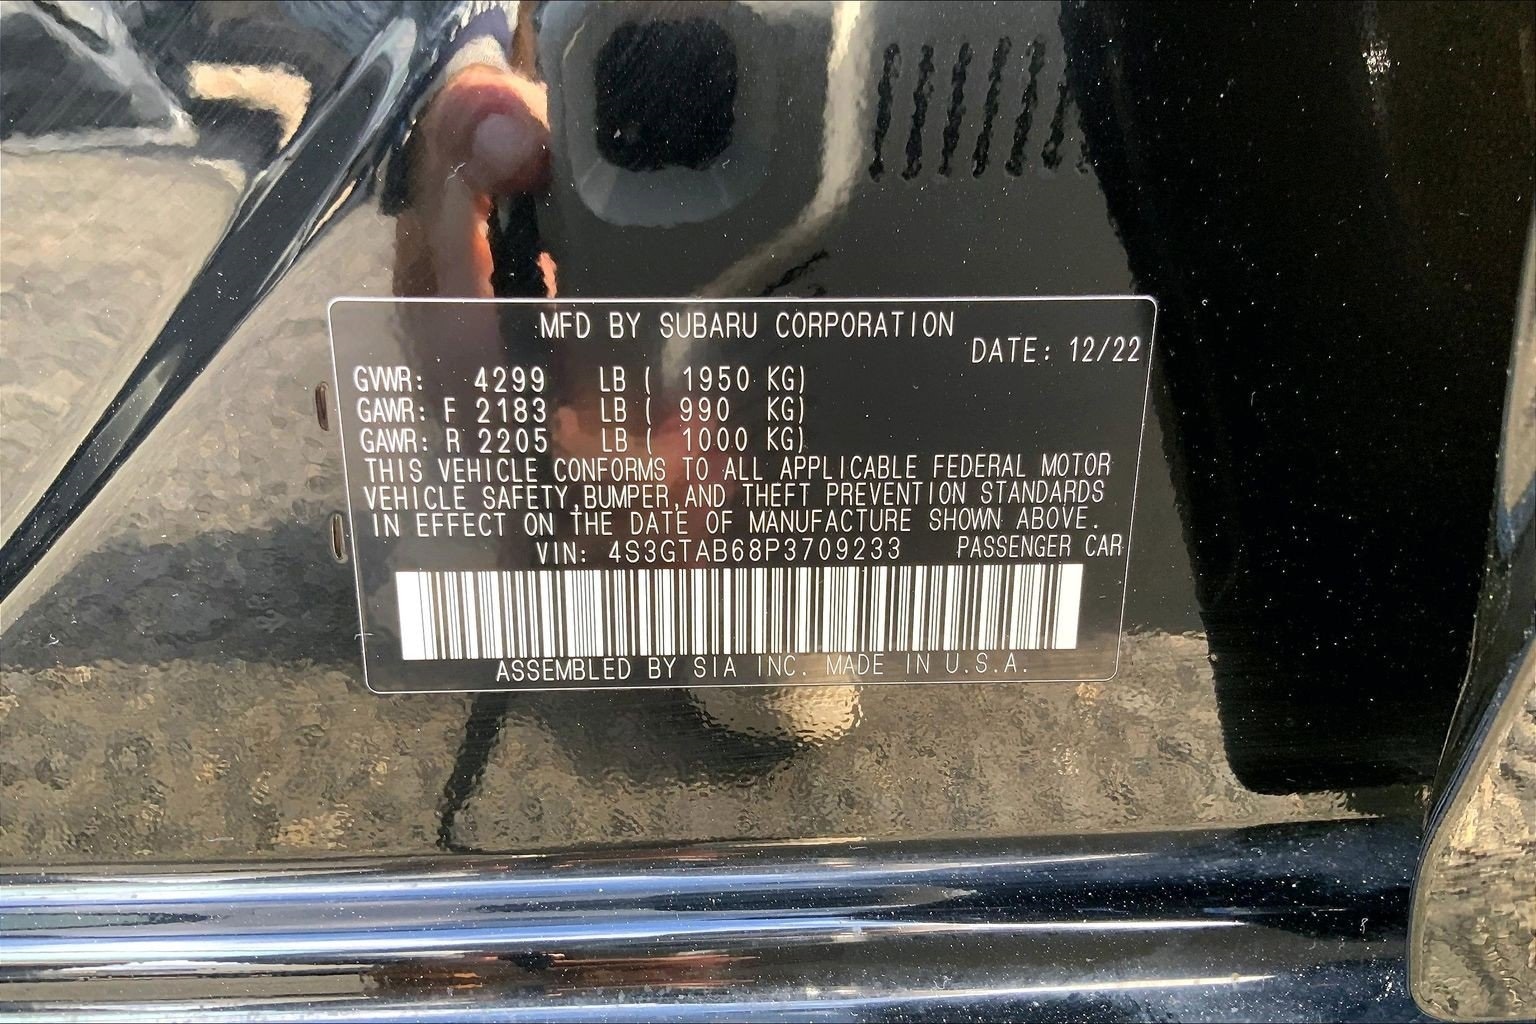 MFD BY SUBARU CORPORATION
DATE: 12/22
GVWR: 4299 LB ( 1950 KG)
GAWR: F 2183 LB ( 990 KG)
GAWR: R 2205 LB ( 1000 KG)
THIS VEHICLE CONFORMS TO ALL APPLICABLE FEDERAL MOTOR
VEHICLE SAFETY,BUMPER,AND THEFT PREVENTION STANDARDS
IN EFFECT ON THE DATE OF MANUFACTURE SHOWN ABOVE.
VIN: 4S3GTAB68P3709233 PASSENGER CAR
ASSEMBLED BY SIA INC. MADE IN U.S.A.